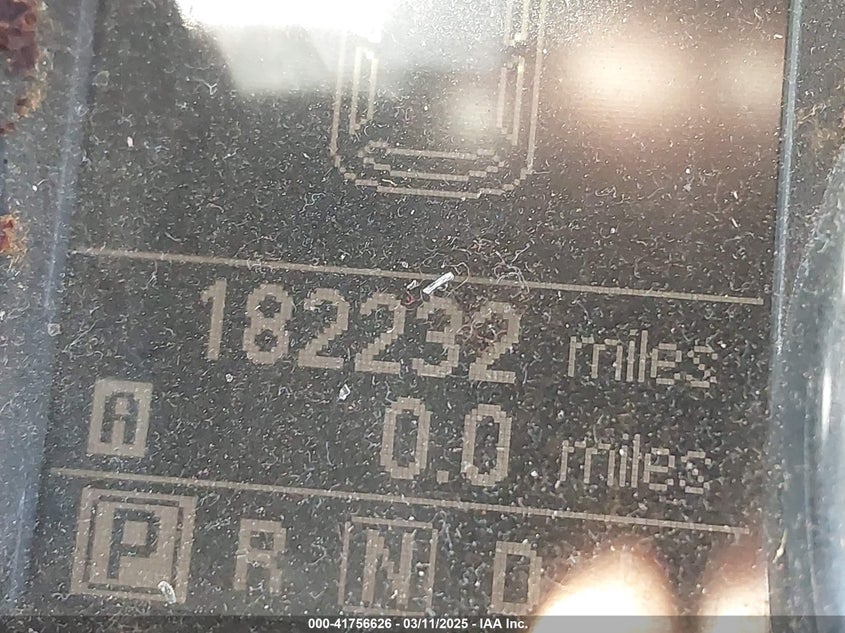 182232 miles
A 0.0 miles
P R N D
000-41756626 - 03/11/2025 - IAA Inc.